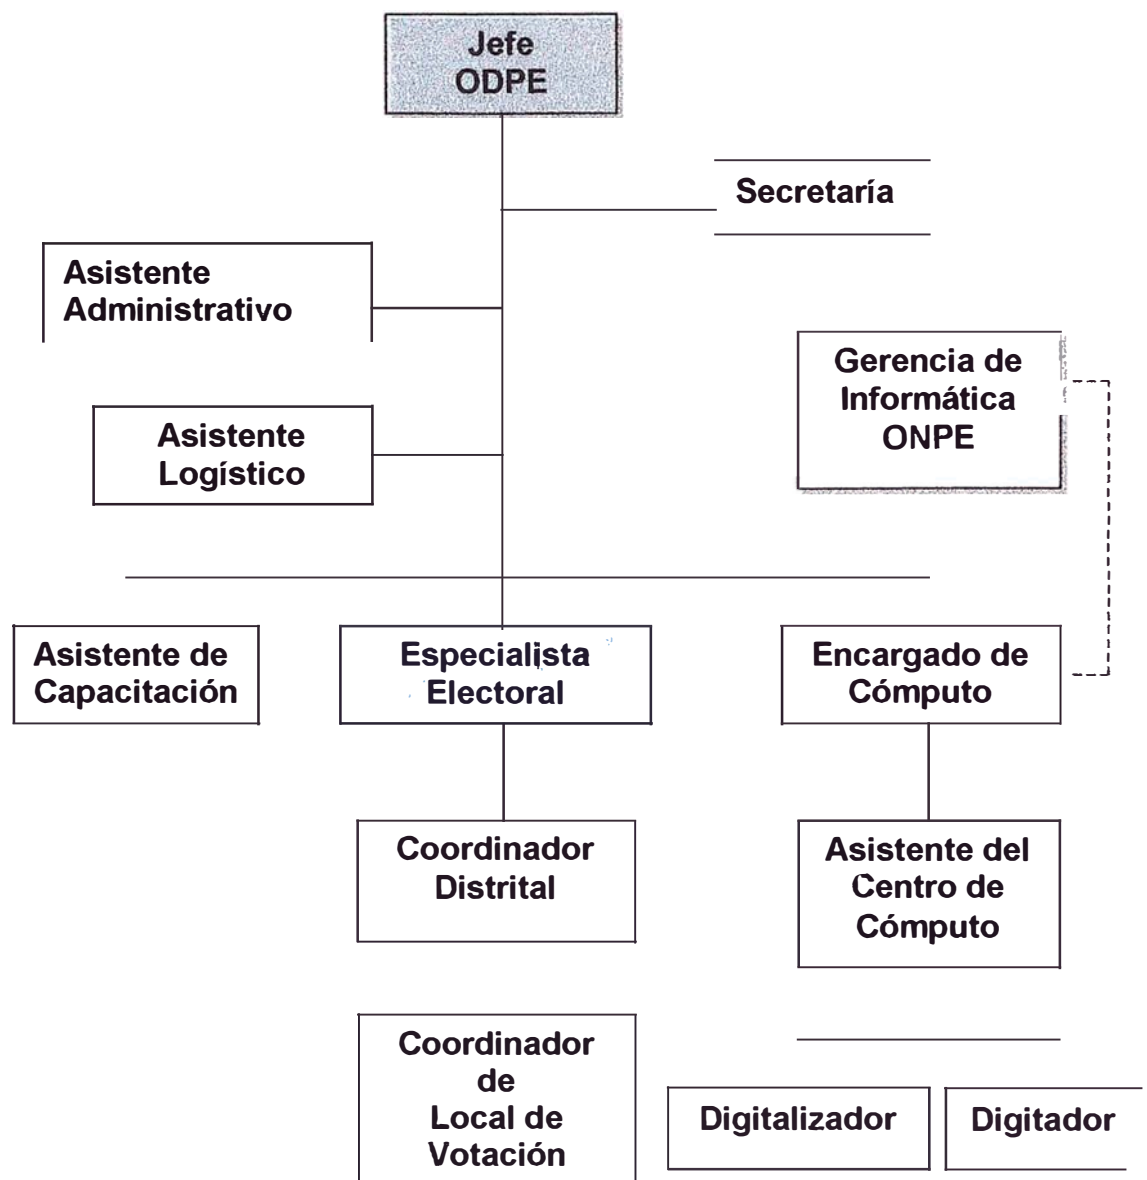 Jefe
ODPE
Secretaría
Asistente
Administrativo
Gerencia de
Informática
ONPE
Asistente
Logístico
Asistente de
Capacitación
Especialista
Electoral
Encargado de
Cómputo
Coordinador
Distrital
Asistente del
Centro de
Cómputo
Coordinador
de
Local de
Votación
Digitalizador
Digitador